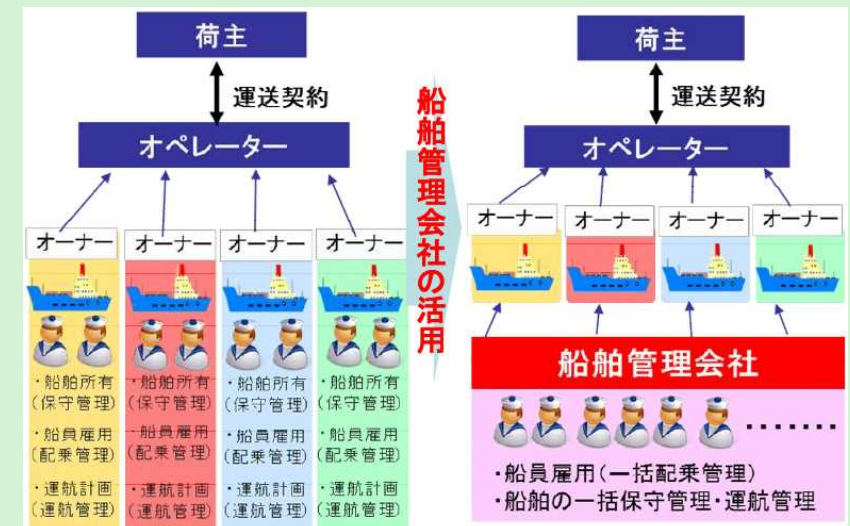 荷主
運送契約
オペレーター
オーナー
オーナー
オーナー
オーナー
・船舶所有
(保守管理)
・船員雇用
(配乗管理)
・運航計画
(運航管理)
・船舶所有
(保守管理)
・船員雇用
(配乗管理)
・運航計画
(運航管理)
・船舶所有
(保守管理)
・船員雇用
(配乗管理)
・運航計画
(運航管理)
・船舶所有
(保守管理)
・船員雇用
(配乗管理)
・運航計画
(運航管理)
船舶管理会社の活用
荷主
運送契約
オペレーター
オーナー
オーナー
オーナー
オーナー
船舶管理会社
・・・・・・・
・船員雇用(一括配乗管理)
・船舶の一括保守管理・運航管理